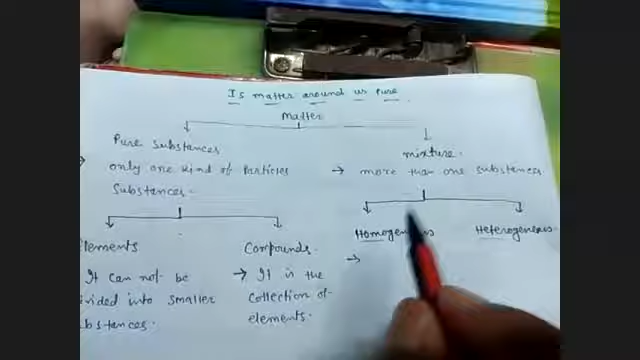 Is matter around us Pure
Matter
Pure Substances
only one kind of Particles
Substances
mixture
→ more than one substances
Elements
It can not be
divided into smaller
substances.
Compounds.
→ It is the
collection of
elements.
Homogeneous
→
Heterogeneous